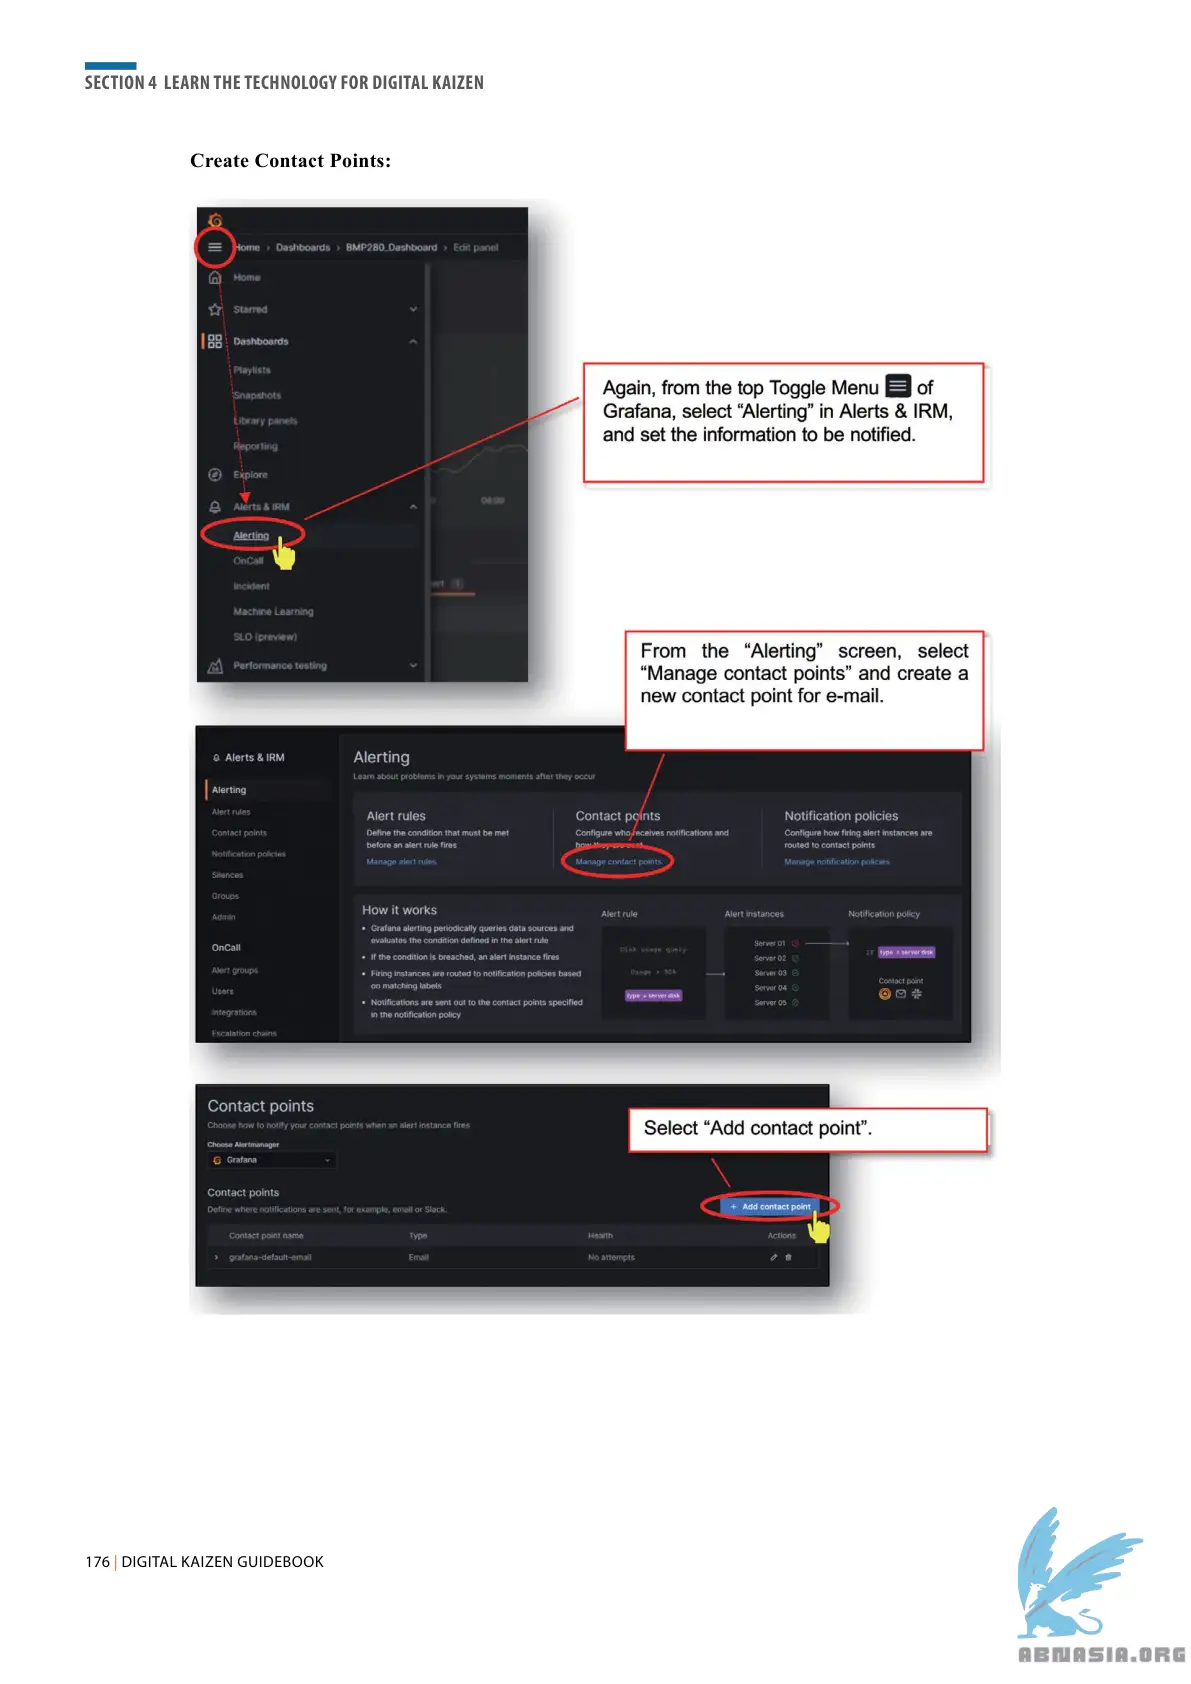 SECTION 4 LEARN THE TECHNOLOGY FOR DIGITAL KAIZEN
Create Contact Points:
Home › Dashboards › BMP280_Dashboard › Edit panel
Home
Starred
Dashboards
Playlists
Snapshots
Library panels
Reporting
Explore
Alerts & IRM
Alerting
OnCall
Incident
Machine Learning
SLO (preview)
Performance testing
08:00
Again, from the top Toggle Menu of
Grafana, select “Alerting” in Alerts & IRM,
and set the information to be notified.
From the “Alerting” screen, select
“Manage contact points” and create a
new contact point for e-mail.
Alerts & IRM
Alerting
Alert rules
Contact points
Notification policies
Silences
Groups
Admin
OnCall
Alert groups
Users
Integrations
Escalation chains
Alerting
Learn about problems in your systems moments after they occur
Alert rules
Define the condition that must be met
before an alert rule fires
Manage alert rules
Contact points
Configure who receives notifications and
how they are sent
Manage contact points
Notification policies
Configure how firing alert instances are
routed to contact points
Manage notification policies
How it works
• Grafana alerting periodically queries data sources and
evaluates the condition defined in the alert rule
• If the condition is breached, an alert instance fires
• Firing instances are routed to notification policies based
on matching labels
• Notifications are sent out to the contact points specified
in the notification policy
Alert rule
Disk usage query
Usage > 90%
type = server disk
Alert instances
Server 01
Server 02
Server 03
Server 04
Server 05
Notification policy
IF type = server disk
Contact point
Contact points
Choose how to notify your contact points when an alert instance fires
Choose Alertmanager
Grafana
Select “Add contact point”.
Contact points
Define where notifications are sent, for example, email or Slack.
+ Add contact point
Contact point name Type Health Actions
› grafana-default-email Email No attempts
176 | DIGITAL KAIZEN GUIDEBOOK
ABNASIA.ORG